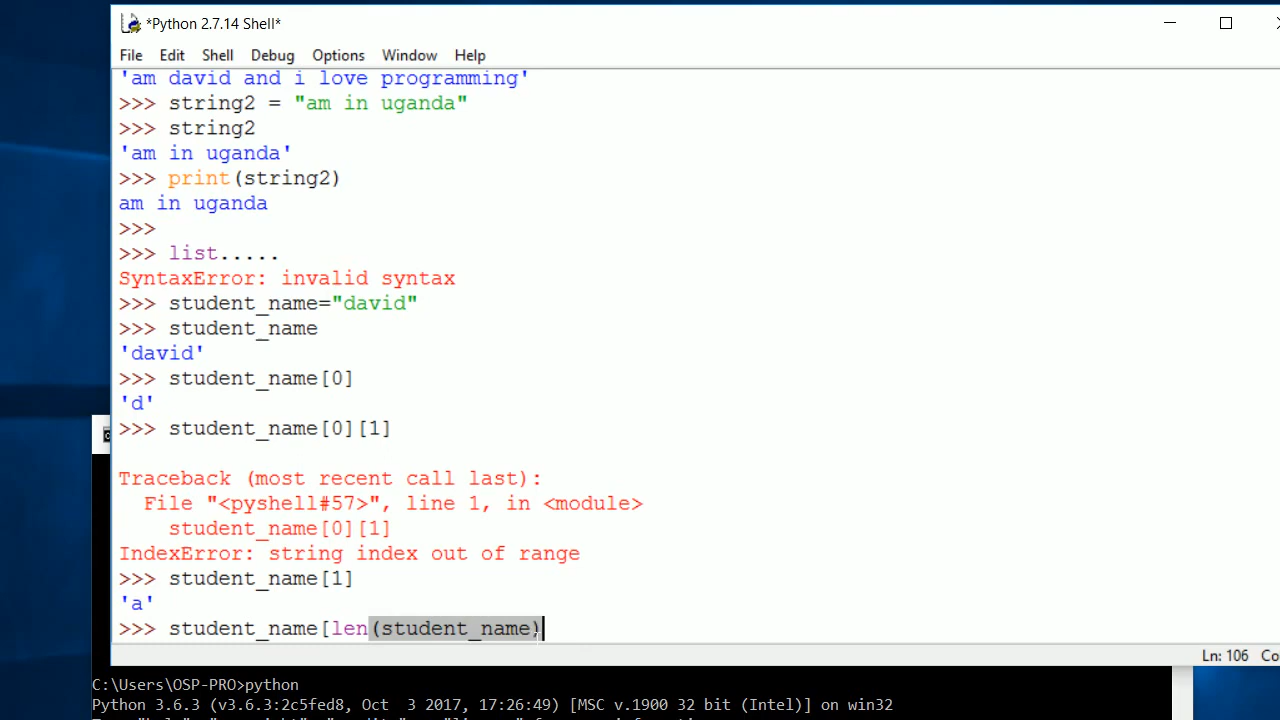 *Python 2.7.14 Shell*
File Edit Shell Debug Options Window Help
'am david and i love programming'
>>> string2 = "am in uganda"
>>> string2
'am in uganda'
>>> print(string2)
am in uganda
>>>
>>> list.....
SyntaxError: invalid syntax
>>> student_name="david"
>>> student_name
'david'
>>> student_name[0]
'd'
>>> student_name[0][1]
Traceback (most recent call last):
  File "<pyshell#57>", line 1, in <module>
    student_name[0][1]
IndexError: string index out of range
>>> student_name[1]
'a'
>>> student_name[len(student_name)
Ln: 106 Co
C:\Users\OSP-PRO>python
Python 3.6.3 (v3.6.3:2c5fed8, Oct  3 2017, 17:26:49) [MSC v.1900 32 bit (Intel)] on win32